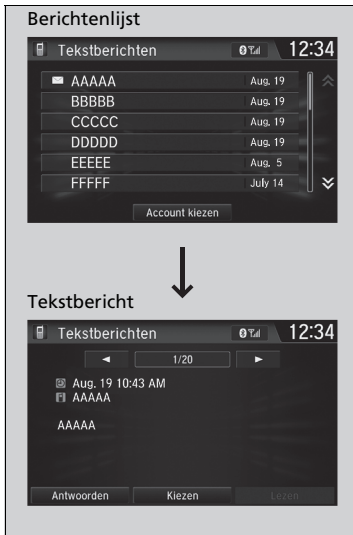 Berichtenlijst
Tekstberichten 12:34
AAAAA Aug. 19
BBBBB Aug. 19
CCCCC Aug. 19
DDDDD Aug. 19
EEEEE Aug. 5
FFFFF July 14
Account kiezen
Tekstbericht
Tekstberichten 12:34
1/20
Aug. 19 10:43 AM
AAAAA
AAAAA
Antwoorden Kiezen Lezen